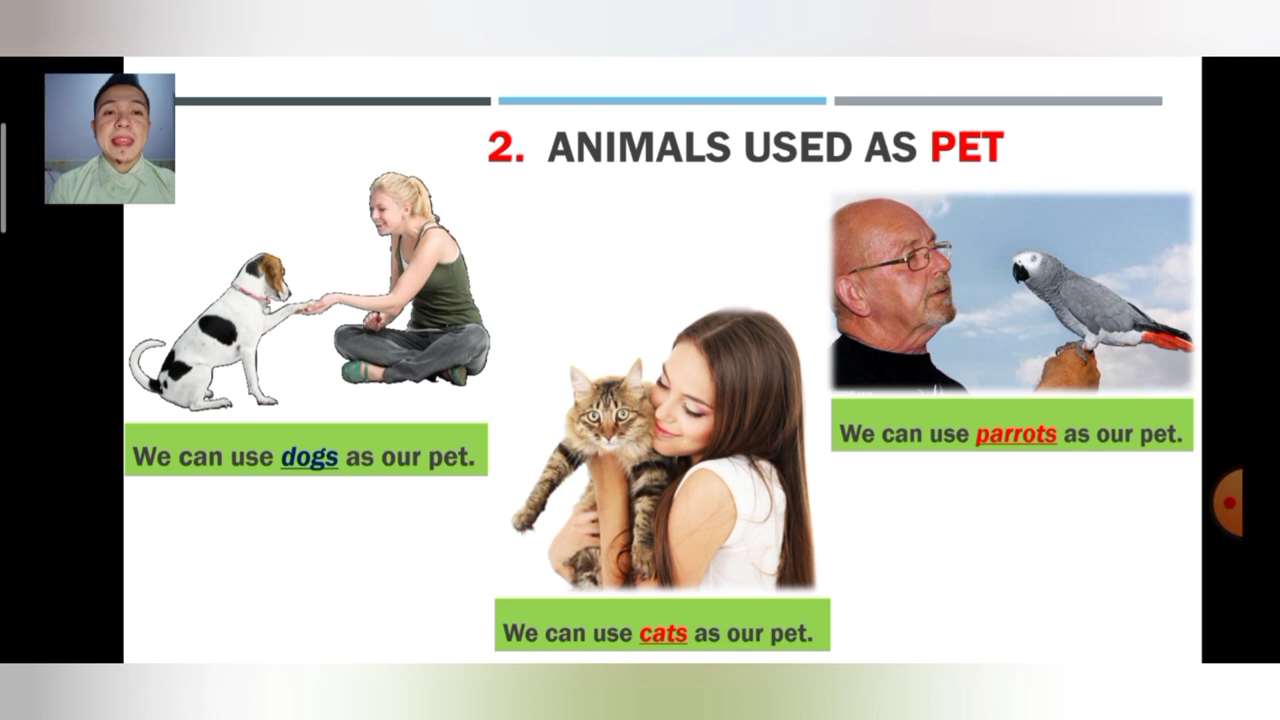 2. ANIMALS USED AS PET
We can use dogs as our pet.
We can use parrots as our pet.
We can use cats as our pet.